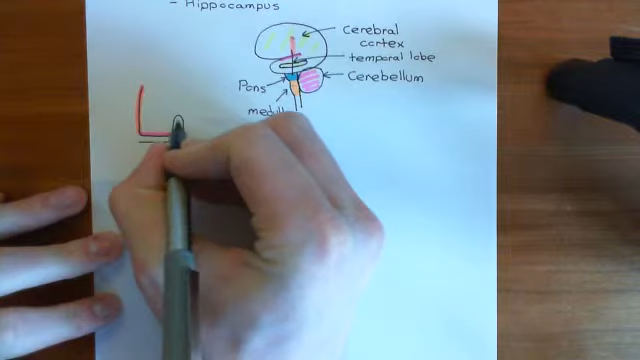 - Hippocampus
Cerebral
cortex
temporal lobe
Cerebellum
Pons